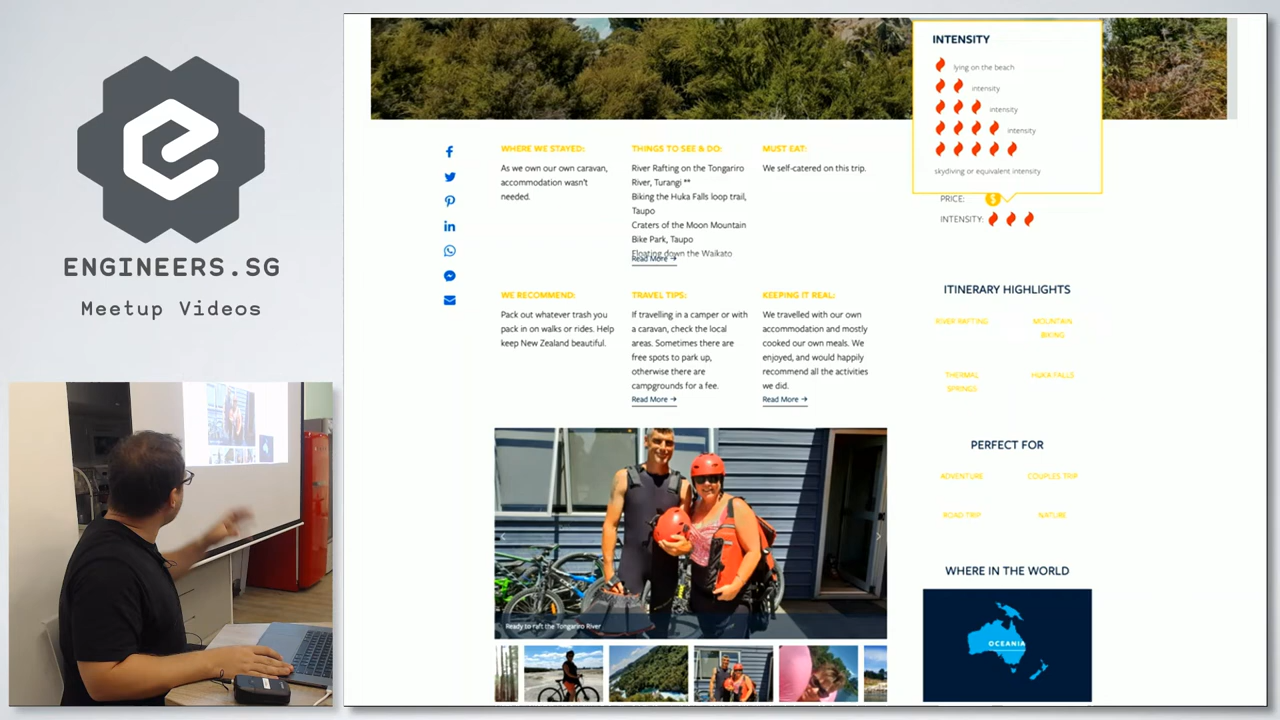 ENGINEERS.SG
Meetup Videos
INTENSITY
lying on the beach
intensity
intensity
intensity
skydiving or equivalent intensity
PRICE:
$
INTENSITY:
WHERE WE STAYED:
As we own our own caravan,
accommodation wasn't
needed.
THINGS TO SEE & DO:
River Rafting on the Tongariro
River, Turangi **
Biking the Huka Falls loop trail,
Taupo
Craters of the Moon Mountain
Bike Park, Taupo
Floating down the Waikato
Read More →
MUST EAT:
We self-catered on this trip.
WE RECOMMEND:
Pack out whatever trash you
pack in on walks or rides. Help
keep New Zealand beautiful.
TRAVEL TIPS:
If travelling in a camper or with
a caravan, check the local
areas. Sometimes there are
free spots to park up,
otherwise there are
campgrounds for a fee.
Read More →
KEEPING IT REAL:
We travelled with our own
accommodation and mostly
cooked our own meals. We
enjoyed, and would happily
recommend all the activities
we did.
Read More →
Ready to raft the Tongariro River
ITINERARY HIGHLIGHTS
RIVER RAFTING
MOUNTAIN
BIKING
THERMAL
SPRINGS
HUKA FALLS
PERFECT FOR
ADVENTURE
COUPLES TRIP
ROAD TRIP
NATURE
WHERE IN THE WORLD
OCEANIA